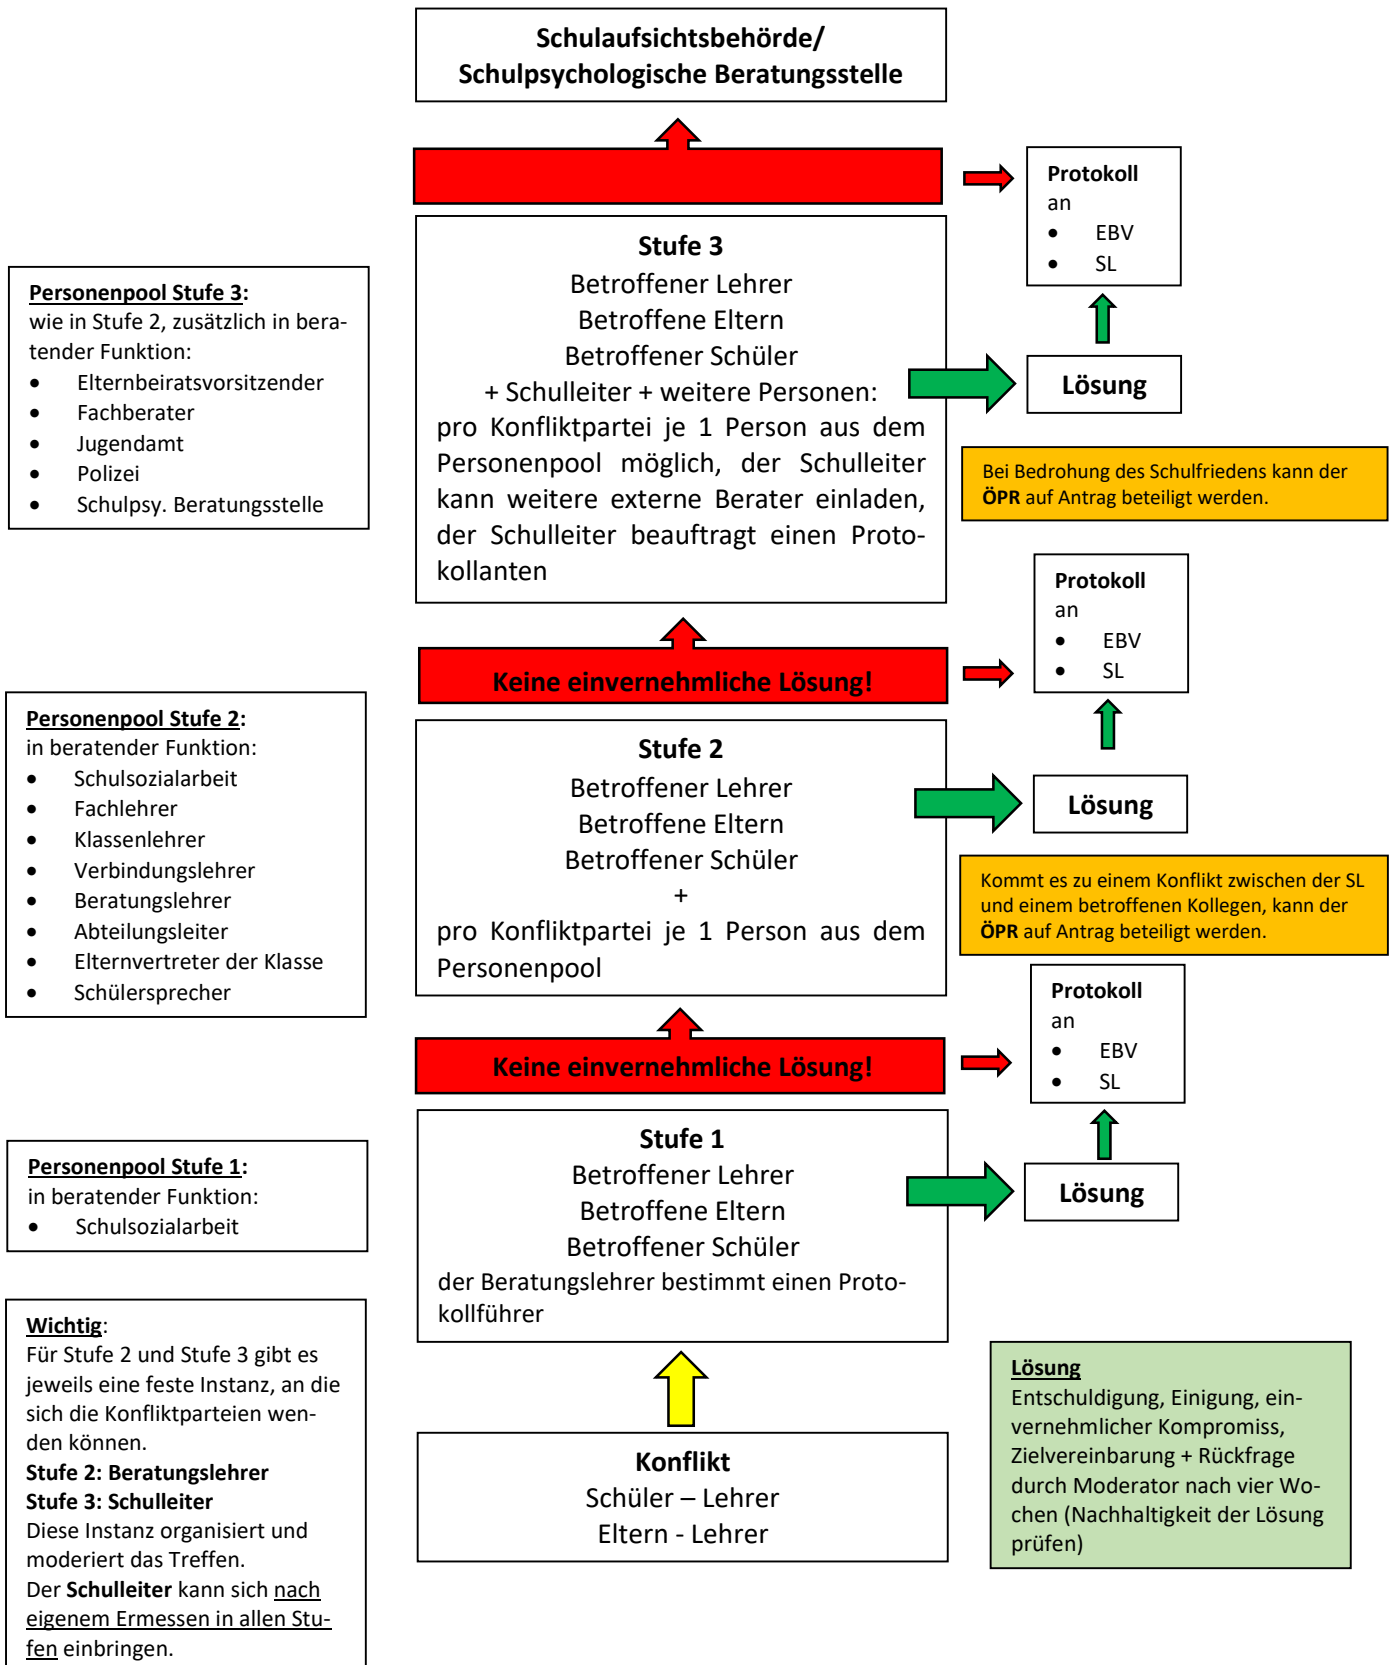 Schulaufsichtsbehörde/
Schulpsychologische Beratungsstelle
Protokoll
an
• EBV
• SL
Stufe 3
Betroffener Lehrer
Betroffene Eltern
Betroffener Schüler
+ Schulleiter + weitere Personen:
pro Konfliktpartei je 1 Person aus dem
Personenpool möglich, der Schulleiter
kann weitere externe Berater einladen,
der Schulleiter beauftragt einen Proto-
kollanten
Personenpool Stufe 3:
wie in Stufe 2, zusätzlich in bera-
tender Funktion:
• Elternbeiratsvorsitzender
• Fachberater
• Jugendamt
• Polizei
• Schulpsy. Beratungsstelle
Lösung
Bei Bedrohung des Schulfriedens kann der
ÖPR auf Antrag beteiligt werden.
Protokoll
an
• EBV
• SL
Keine einvernehmliche Lösung!
Personenpool Stufe 2:
in beratender Funktion:
• Schulsozialarbeit
• Fachlehrer
• Klassenlehrer
• Verbindungslehrer
• Beratungslehrer
• Abteilungsleiter
• Elternvertreter der Klasse
• Schülersprecher
Stufe 2
Betroffener Lehrer
Betroffene Eltern
Betroffener Schüler
+
pro Konfliktpartei je 1 Person aus dem
Personenpool
Lösung
Kommt es zu einem Konflikt zwischen der SL
und einem betroffenen Kollegen, kann der
ÖPR auf Antrag beteiligt werden.
Protokoll
an
• EBV
• SL
Keine einvernehmliche Lösung!
Stufe 1
Betroffener Lehrer
Betroffene Eltern
Betroffener Schüler
der Beratungslehrer bestimmt einen Proto-
kollführer
Personenpool Stufe 1:
in beratender Funktion:
• Schulsozialarbeit
Lösung
Wichtig:
Für Stufe 2 und Stufe 3 gibt es
jeweils eine feste Instanz, an die
sich die Konfliktparteien wen-
den können.
Stufe 2: Beratungslehrer
Stufe 3: Schulleiter
Diese Instanz organisiert und
moderiert das Treffen.
Der Schulleiter kann sich nach
eigenem Ermessen in allen Stu-
fen einbringen.
Konflikt
Schüler – Lehrer
Eltern - Lehrer
Lösung
Entschuldigung, Einigung, ein-
vernehmlicher Kompromiss,
Zielvereinbarung + Rückfrage
durch Moderator nach vier Wo-
chen (Nachhaltigkeit der Lösung
prüfen)